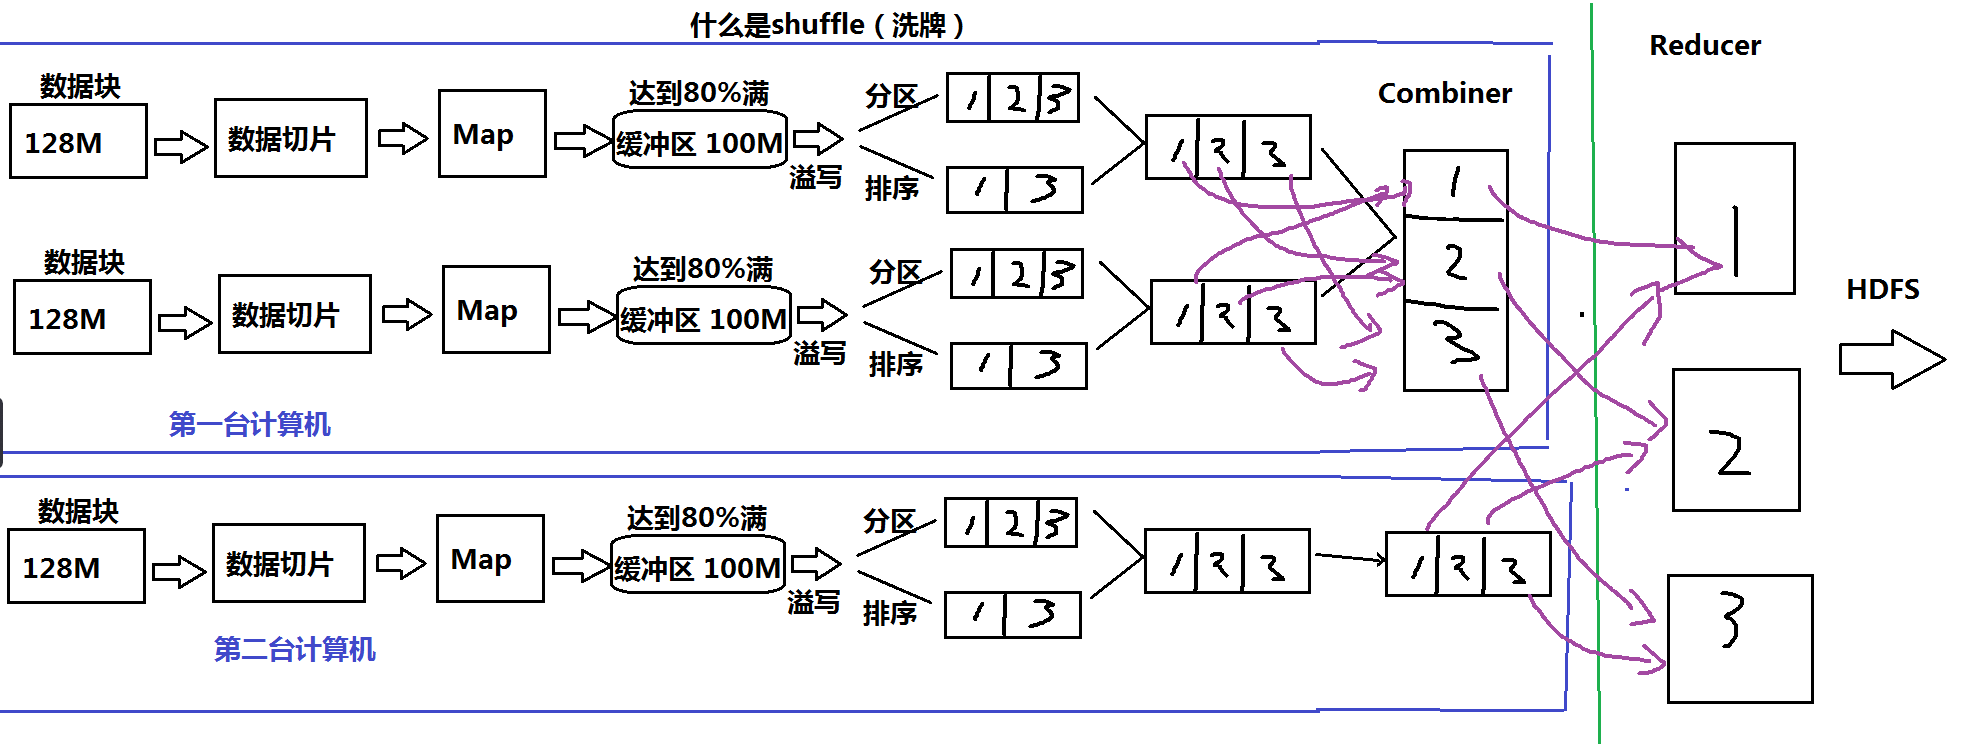 什么是shuffle（洗牌）
Reducer
Combiner
数据块
128M
数据切片
Map
达到80%满
缓冲区 100M
溢写
分区
1 2 3
排序
1 3
1 2 3
数据块
128M
数据切片
Map
达到80%满
缓冲区 100M
溢写
分区
1 2 3
排序
1 3
1 2 3
1
2
3
第一台计算机
数据块
128M
数据切片
Map
达到80%满
缓冲区 100M
溢写
分区
1 2 3
排序
1 3
1 2 3
1 2 3
第二台计算机
1
2
3
HDFS